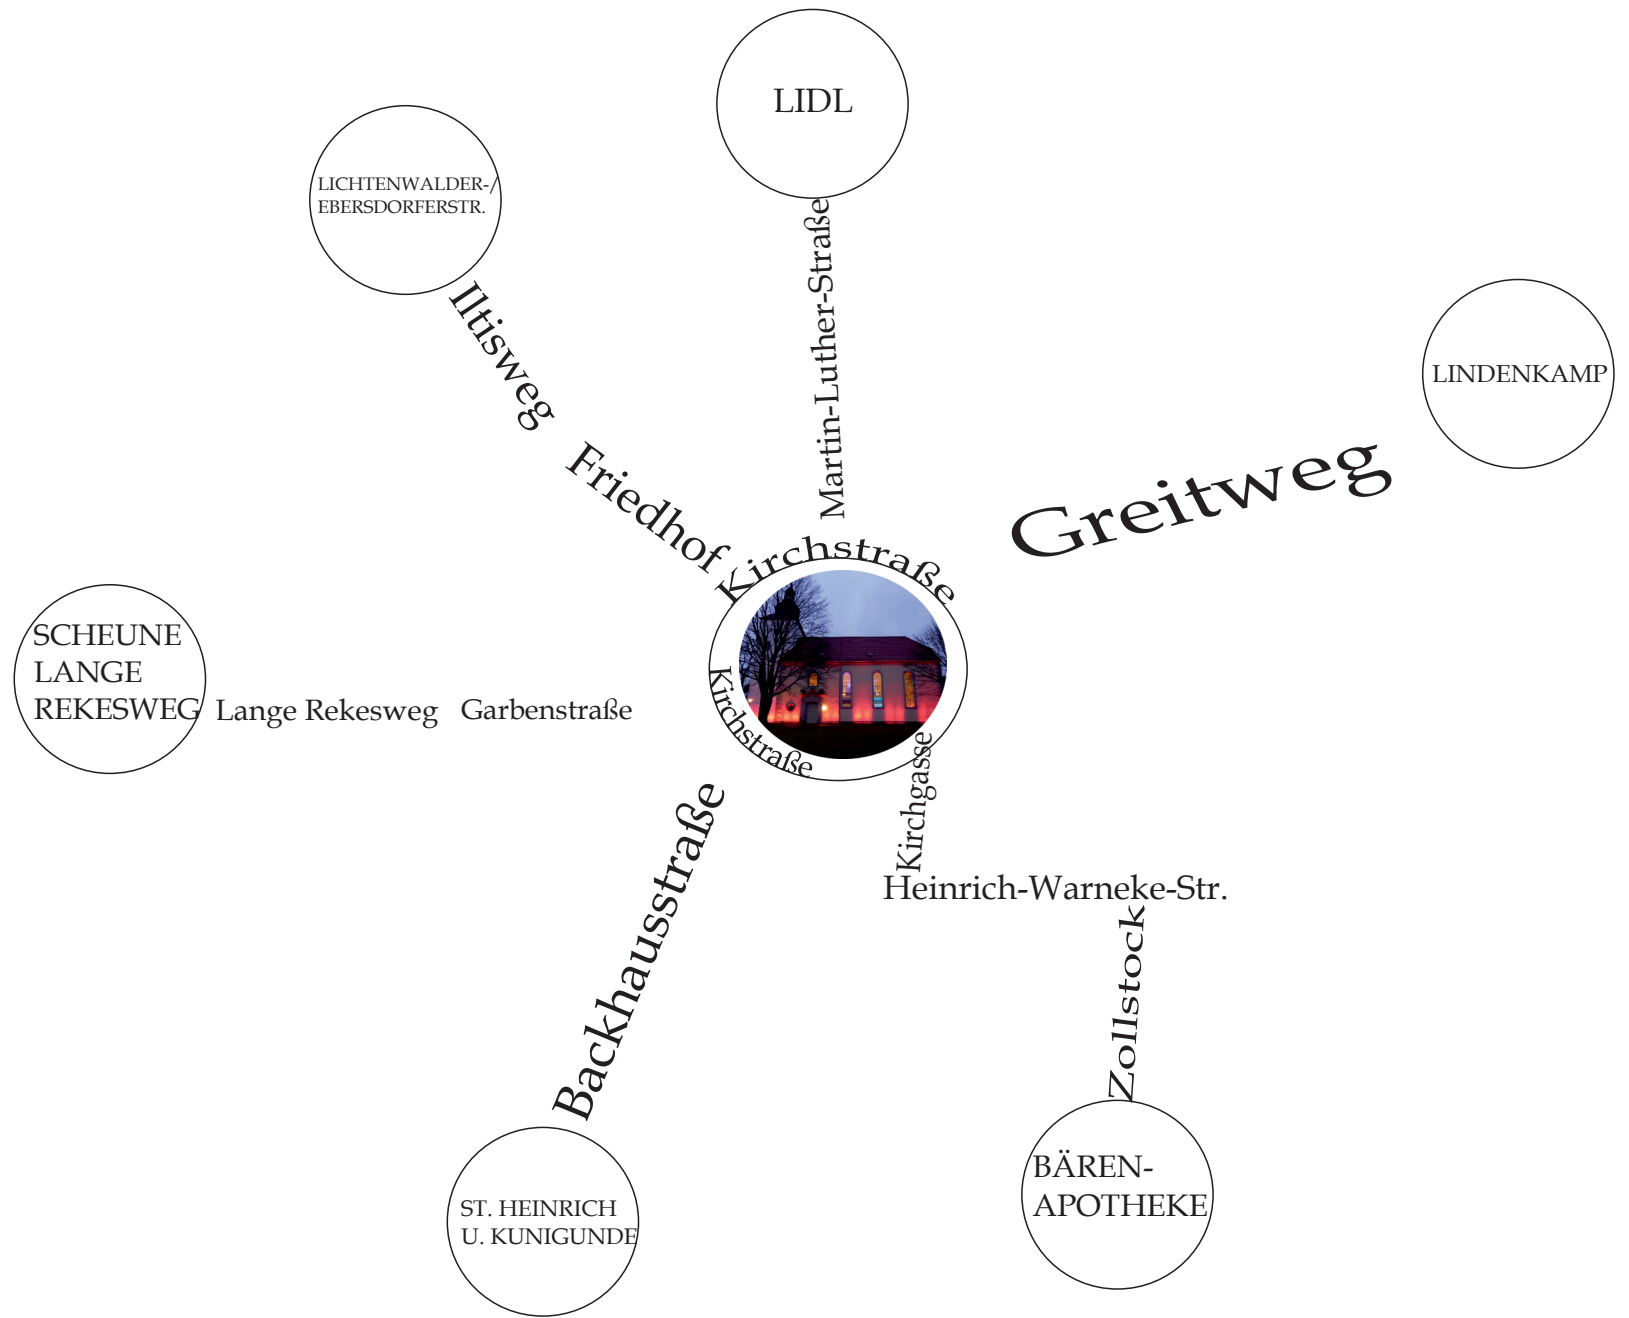 LIDL
LICHTENWALDER-/
EBERSDORFERSTR.
Martin-Luther-Straße
Iltisweg
LINDENKAMP
Friedhof
Greitweg
Kirchstraße
SCHEUNE
LANGE
REKESWEG
Lange Rekesweg
Garbenstraße
Kirchstraße
Kirchgasse
Backhausstraße
Heinrich-Warneke-Str.
Zollstock
BÄREN-
APOTHEKE
ST. HEINRICH
U. KUNIGUNDE